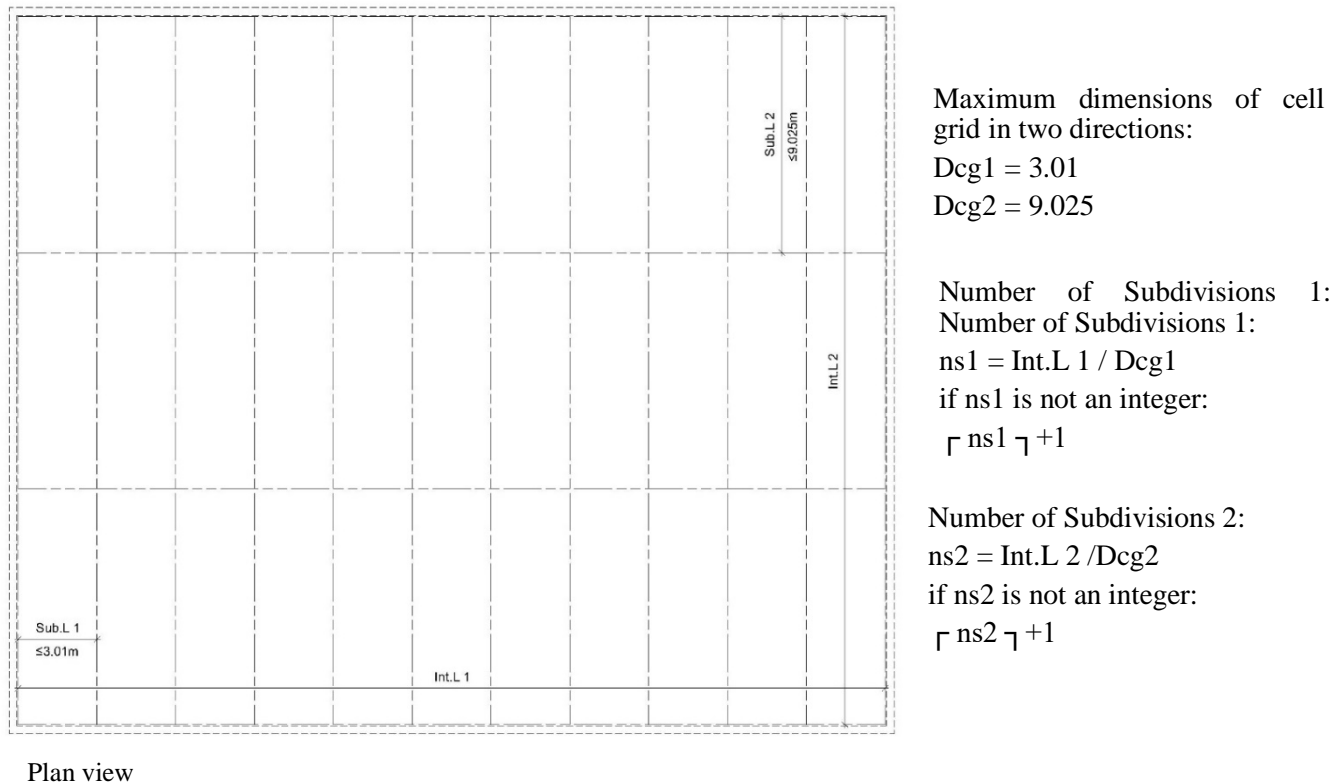 Sub.L 2
≤9.025m
Int.L 2
Sub.L 1
≤3.01m
Int.L 1
Plan view
Maximum dimensions of cell
grid in two directions:
Dcg1 = 3.01
Dcg2 = 9.025
Number of Subdivisions 1:
Number of Subdivisions 1:
ns1 = Int.L 1 / Dcg1
if ns1 is not an integer:
┌ ns1 ┐+1
Number of Subdivisions 2:
ns2 = Int.L 2 /Dcg2
if ns2 is not an integer:
┌ ns2 ┐+1